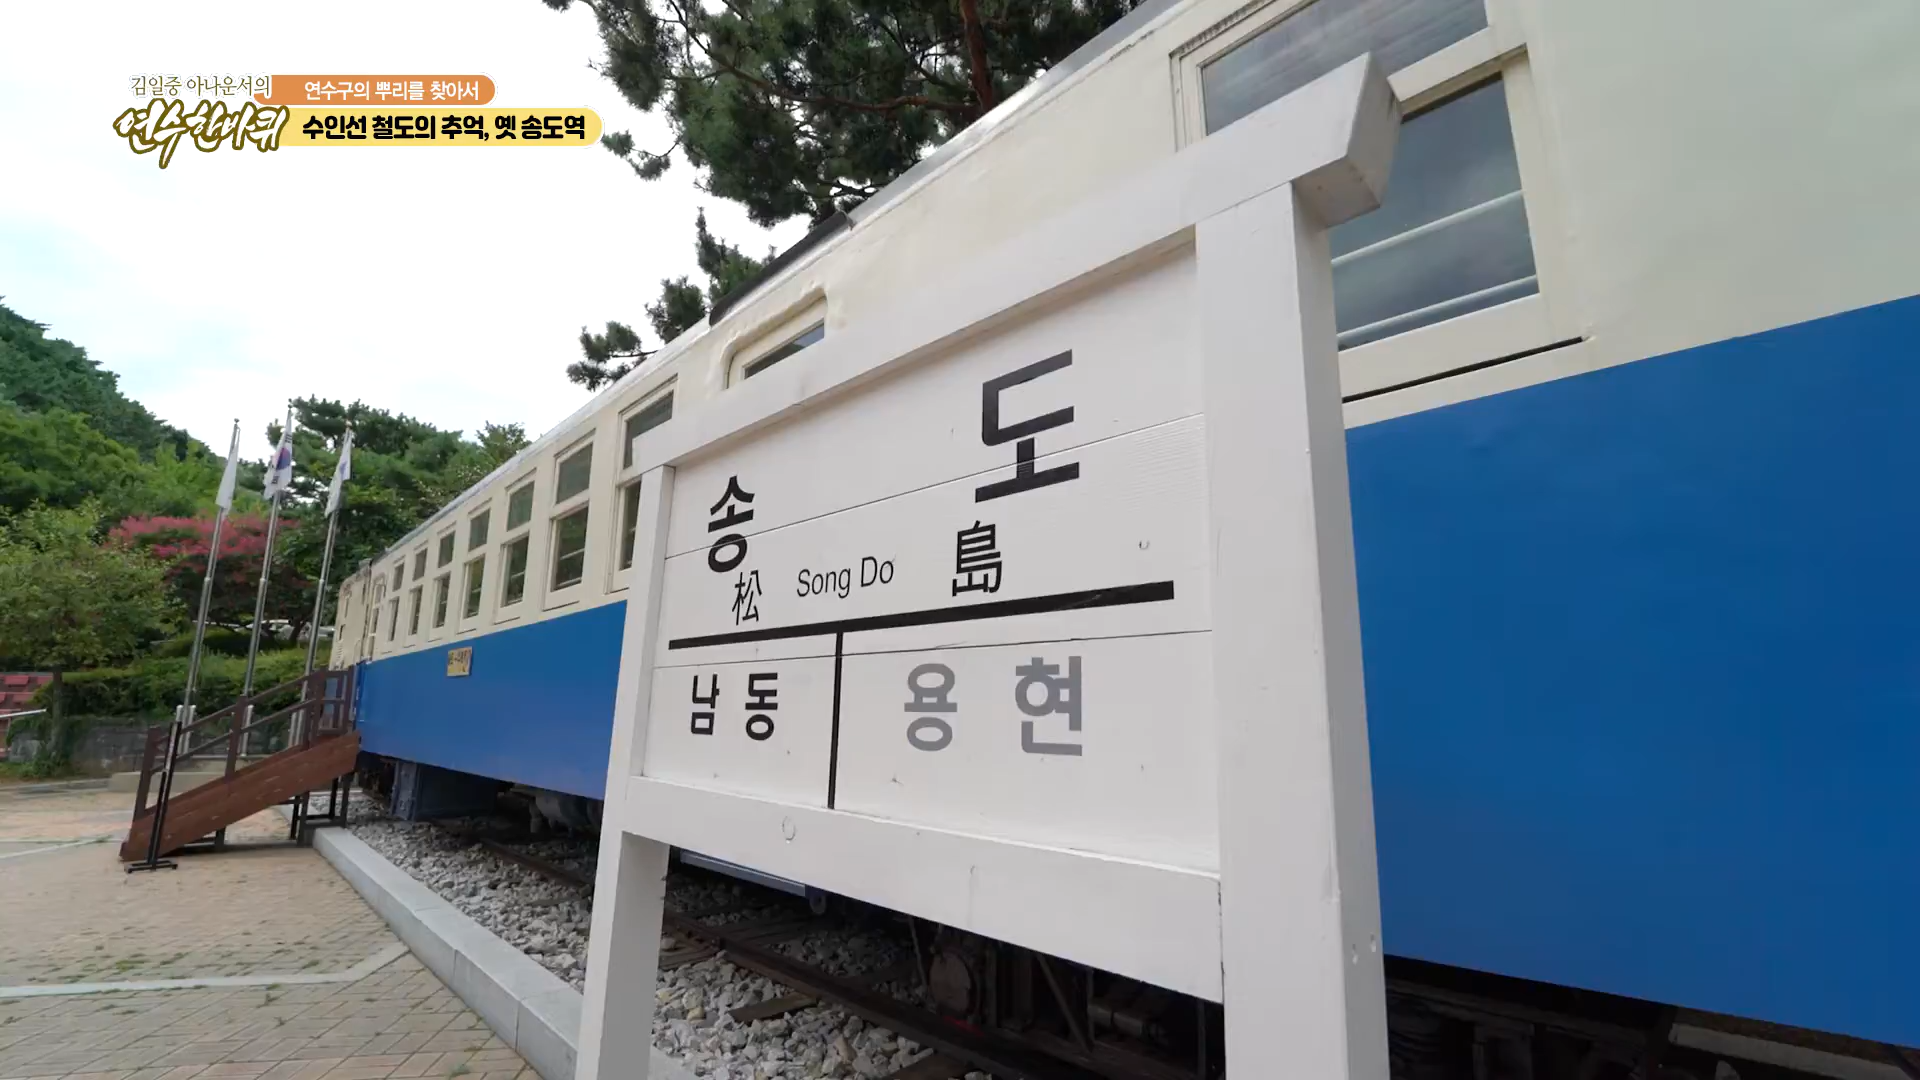 김일중 아나운서의
연수한바퀴
연수구의 뿌리를 찾아서
수인선 철도의 추억, 옛 송도역
송 도
松 Song Do 島
남동 용현